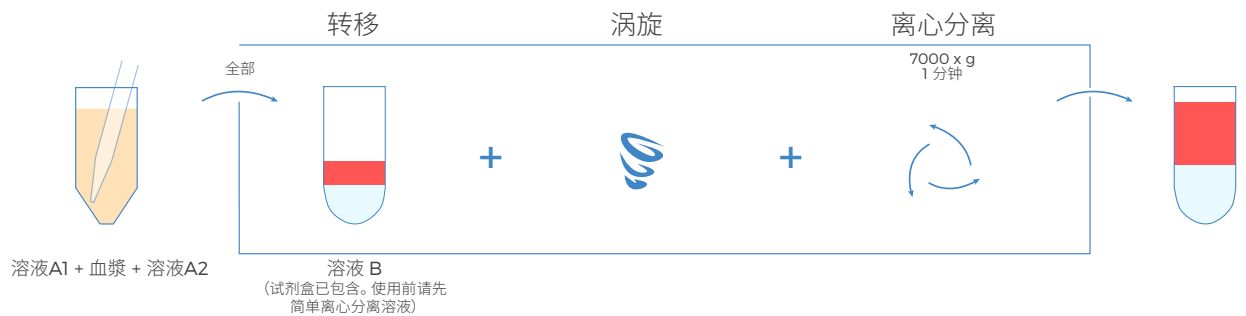 转移
涡旋
离心分离
全部
7000 x g
1 分钟
溶液A1 + 血漿 + 溶液A2
溶液 B
（试剂盒已包含。使用前请先
简单离心分离溶液）